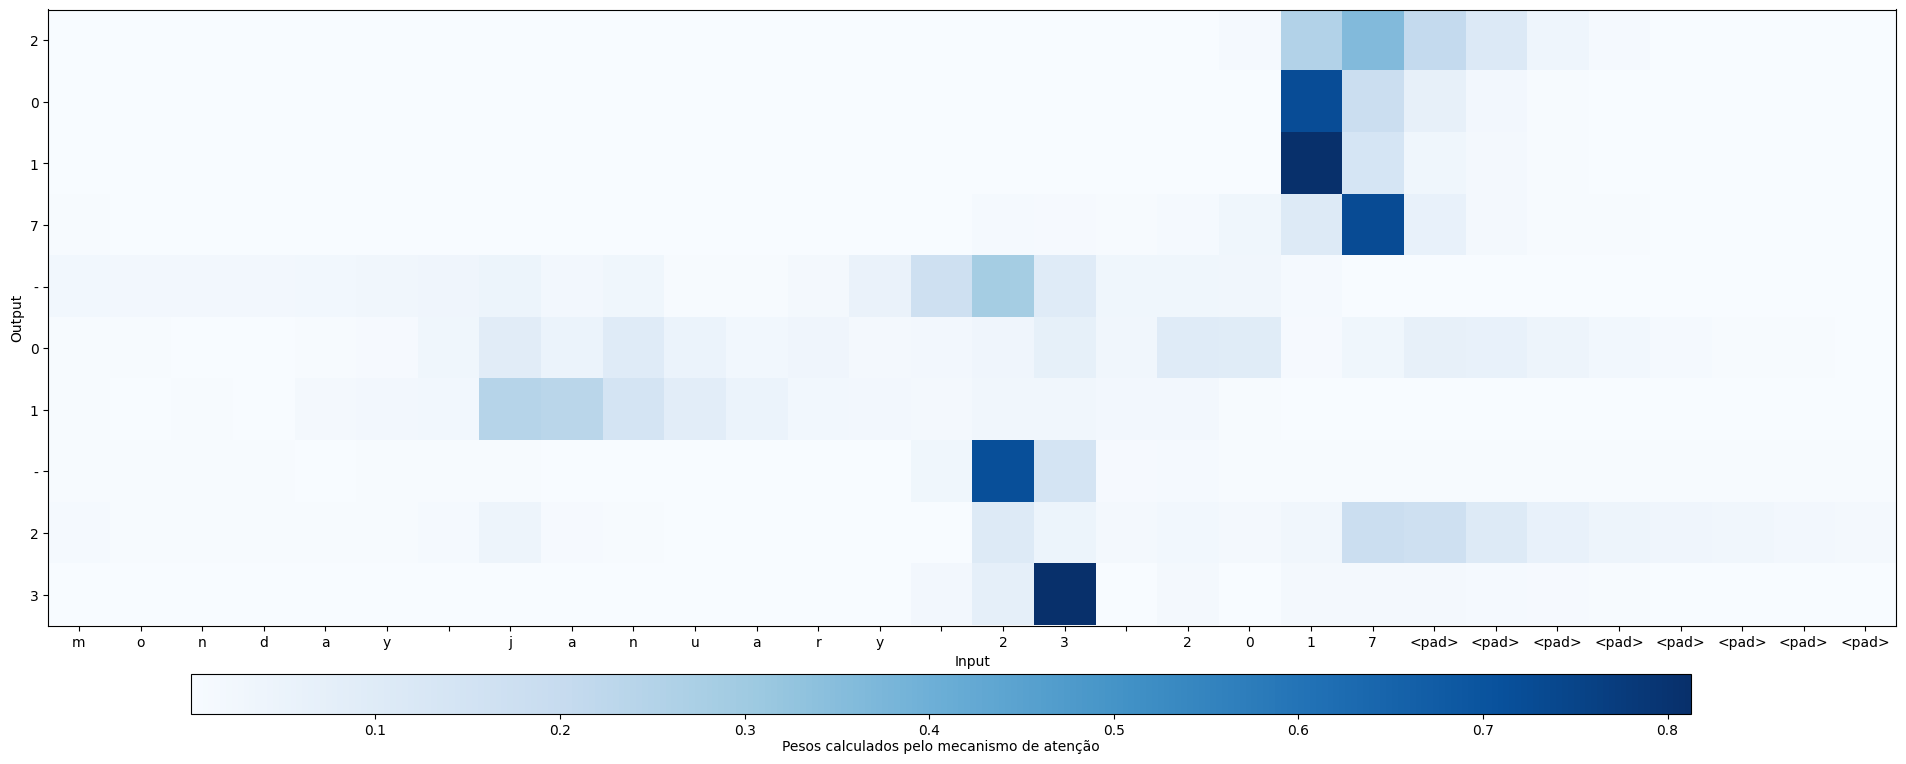 Output
2
0
1
7
-
0
1
-
2
3
m o n d a y j a n u a r y 2 3 2 0 1 7 <pad> <pad> <pad> <pad> <pad> <pad> <pad> <pad>
Input
0.1 0.2 0.3 0.4 0.5 0.6 0.7 0.8
Pesos calculados pelo mecanismo de atenção